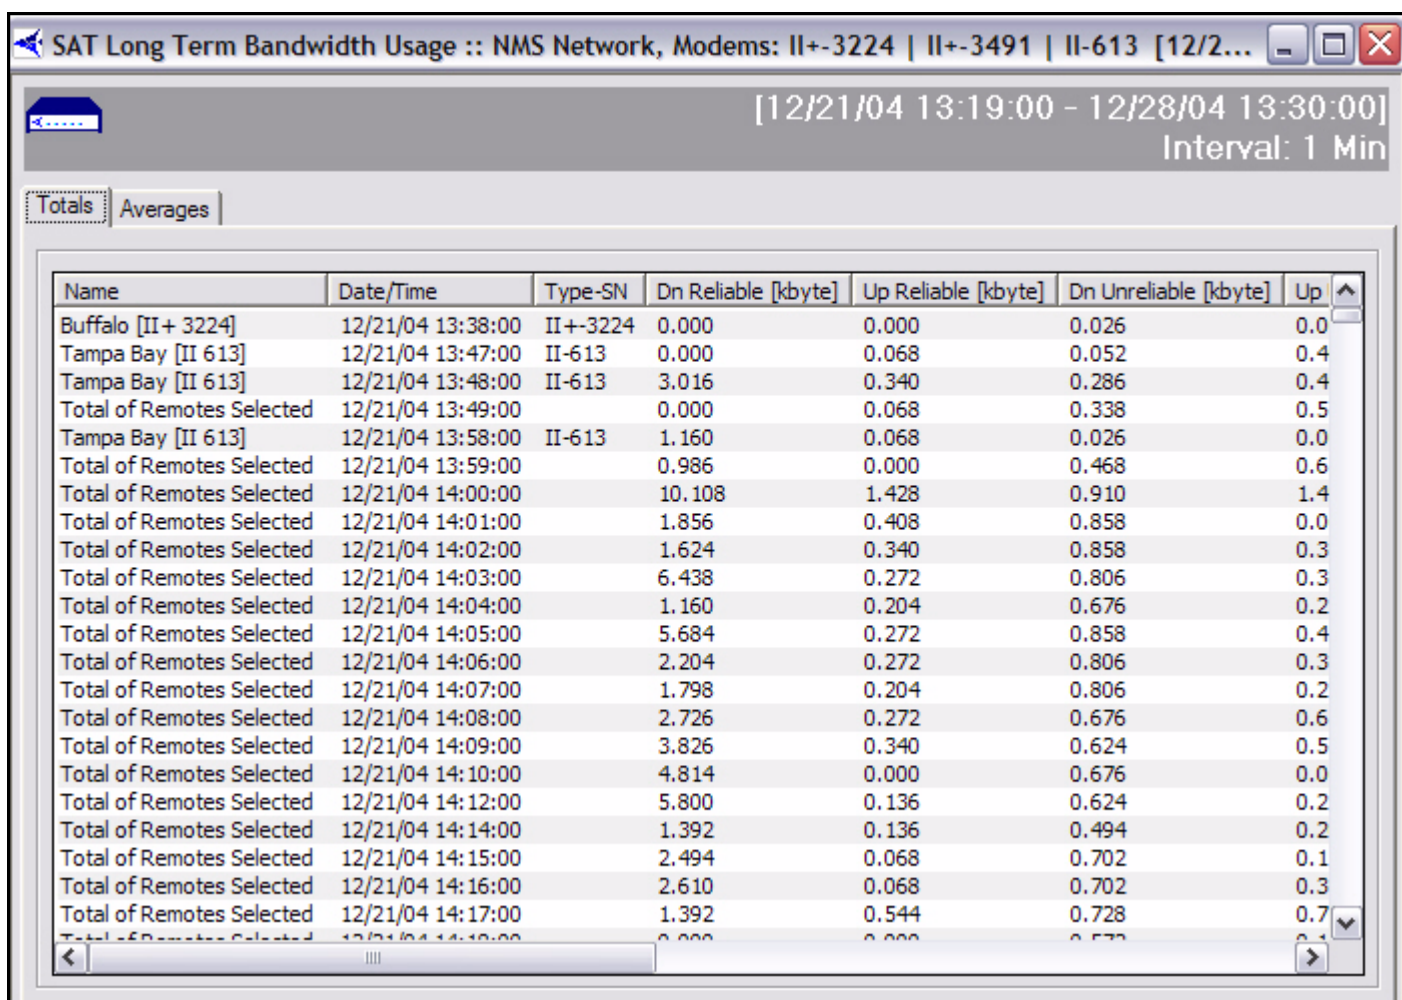 SAT Long Term Bandwidth Usage :: NMS Network, Modems: II+-3224 | II+-3491 | II-613 [12/2...
[12/21/04 13:19:00 - 12/28/04 13:30:00]
Interval: 1 Min
Totals Averages
Name Date/Time Type-SN Dn Reliable [kbyte] Up Reliable [kbyte] Dn Unreliable [kbyte] Up
Buffalo [II+ 3224] 12/21/04 13:38:00 II+-3224 0.000 0.000 0.026 0.0
Tampa Bay [II 613] 12/21/04 13:47:00 II-613 0.000 0.068 0.052 0.4
Tampa Bay [II 613] 12/21/04 13:48:00 II-613 3.016 0.340 0.286 0.4
Total of Remotes Selected 12/21/04 13:49:00 0.000 0.068 0.338 0.5
Tampa Bay [II 613] 12/21/04 13:58:00 II-613 1.160 0.068 0.026 0.0
Total of Remotes Selected 12/21/04 13:59:00 0.986 0.000 0.468 0.6
Total of Remotes Selected 12/21/04 14:00:00 10.108 1.428 0.910 1.4
Total of Remotes Selected 12/21/04 14:01:00 1.856 0.408 0.858 0.0
Total of Remotes Selected 12/21/04 14:02:00 1.624 0.340 0.858 0.3
Total of Remotes Selected 12/21/04 14:03:00 6.438 0.272 0.806 0.3
Total of Remotes Selected 12/21/04 14:04:00 1.160 0.204 0.676 0.2
Total of Remotes Selected 12/21/04 14:05:00 5.684 0.272 0.858 0.4
Total of Remotes Selected 12/21/04 14:06:00 2.204 0.272 0.806 0.3
Total of Remotes Selected 12/21/04 14:07:00 1.798 0.204 0.806 0.2
Total of Remotes Selected 12/21/04 14:08:00 2.726 0.272 0.676 0.6
Total of Remotes Selected 12/21/04 14:09:00 3.826 0.340 0.624 0.5
Total of Remotes Selected 12/21/04 14:10:00 4.814 0.000 0.676 0.0
Total of Remotes Selected 12/21/04 14:12:00 5.800 0.136 0.624 0.2
Total of Remotes Selected 12/21/04 14:14:00 1.392 0.136 0.494 0.2
Total of Remotes Selected 12/21/04 14:15:00 2.494 0.068 0.702 0.1
Total of Remotes Selected 12/21/04 14:16:00 2.610 0.068 0.702 0.3
Total of Remotes Selected 12/21/04 14:17:00 1.392 0.544 0.728 0.7